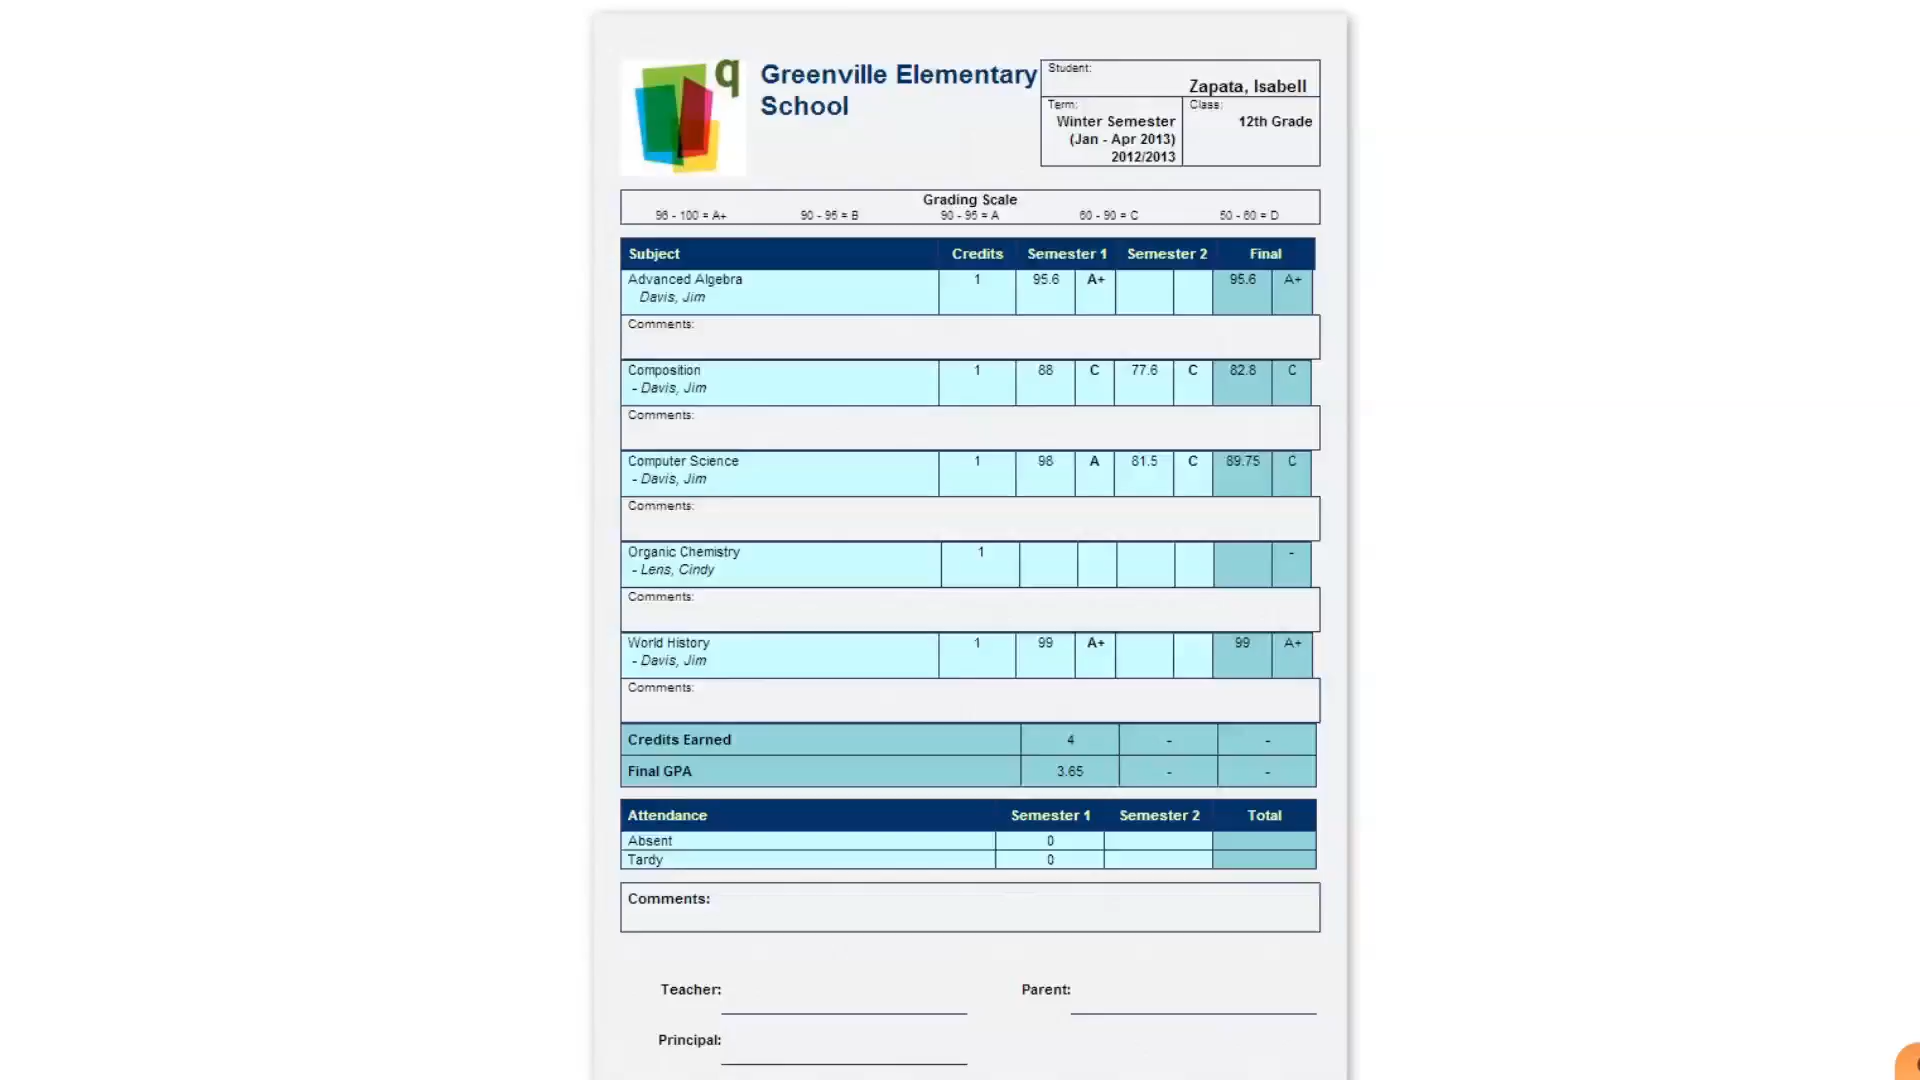 q
Greenville Elementary
School
Student:
Zapata, Isabell
Term:
Winter Semester
(Jan - Apr 2013)
2012/2013
Class:
12th Grade
Grading Scale
96 - 100 = A+ 90 - 95 = B 90 - 95 = A 60 - 90 = C 50 - 60 = D
Subject Credits Semester 1 Semester 2 Final
Advanced Algebra 1 95.6 A+ 95.6 A+
Davis, Jim
Comments:
Composition 1 88 C 77.6 C 82.8 C
- Davis, Jim
Comments:
Computer Science 1 98 A 81.5 C 89.75 C
- Davis, Jim
Comments:
Organic Chemistry 1 -
- Lens, Cindy
Comments:
World History 1 99 A+ 99 A+
- Davis, Jim
Comments:
Credits Earned 4 - -
Final GPA 3.65 - -
Attendance Semester 1 Semester 2 Total
Absent 0
Tardy 0
Comments:
Teacher: Parent:
Principal: